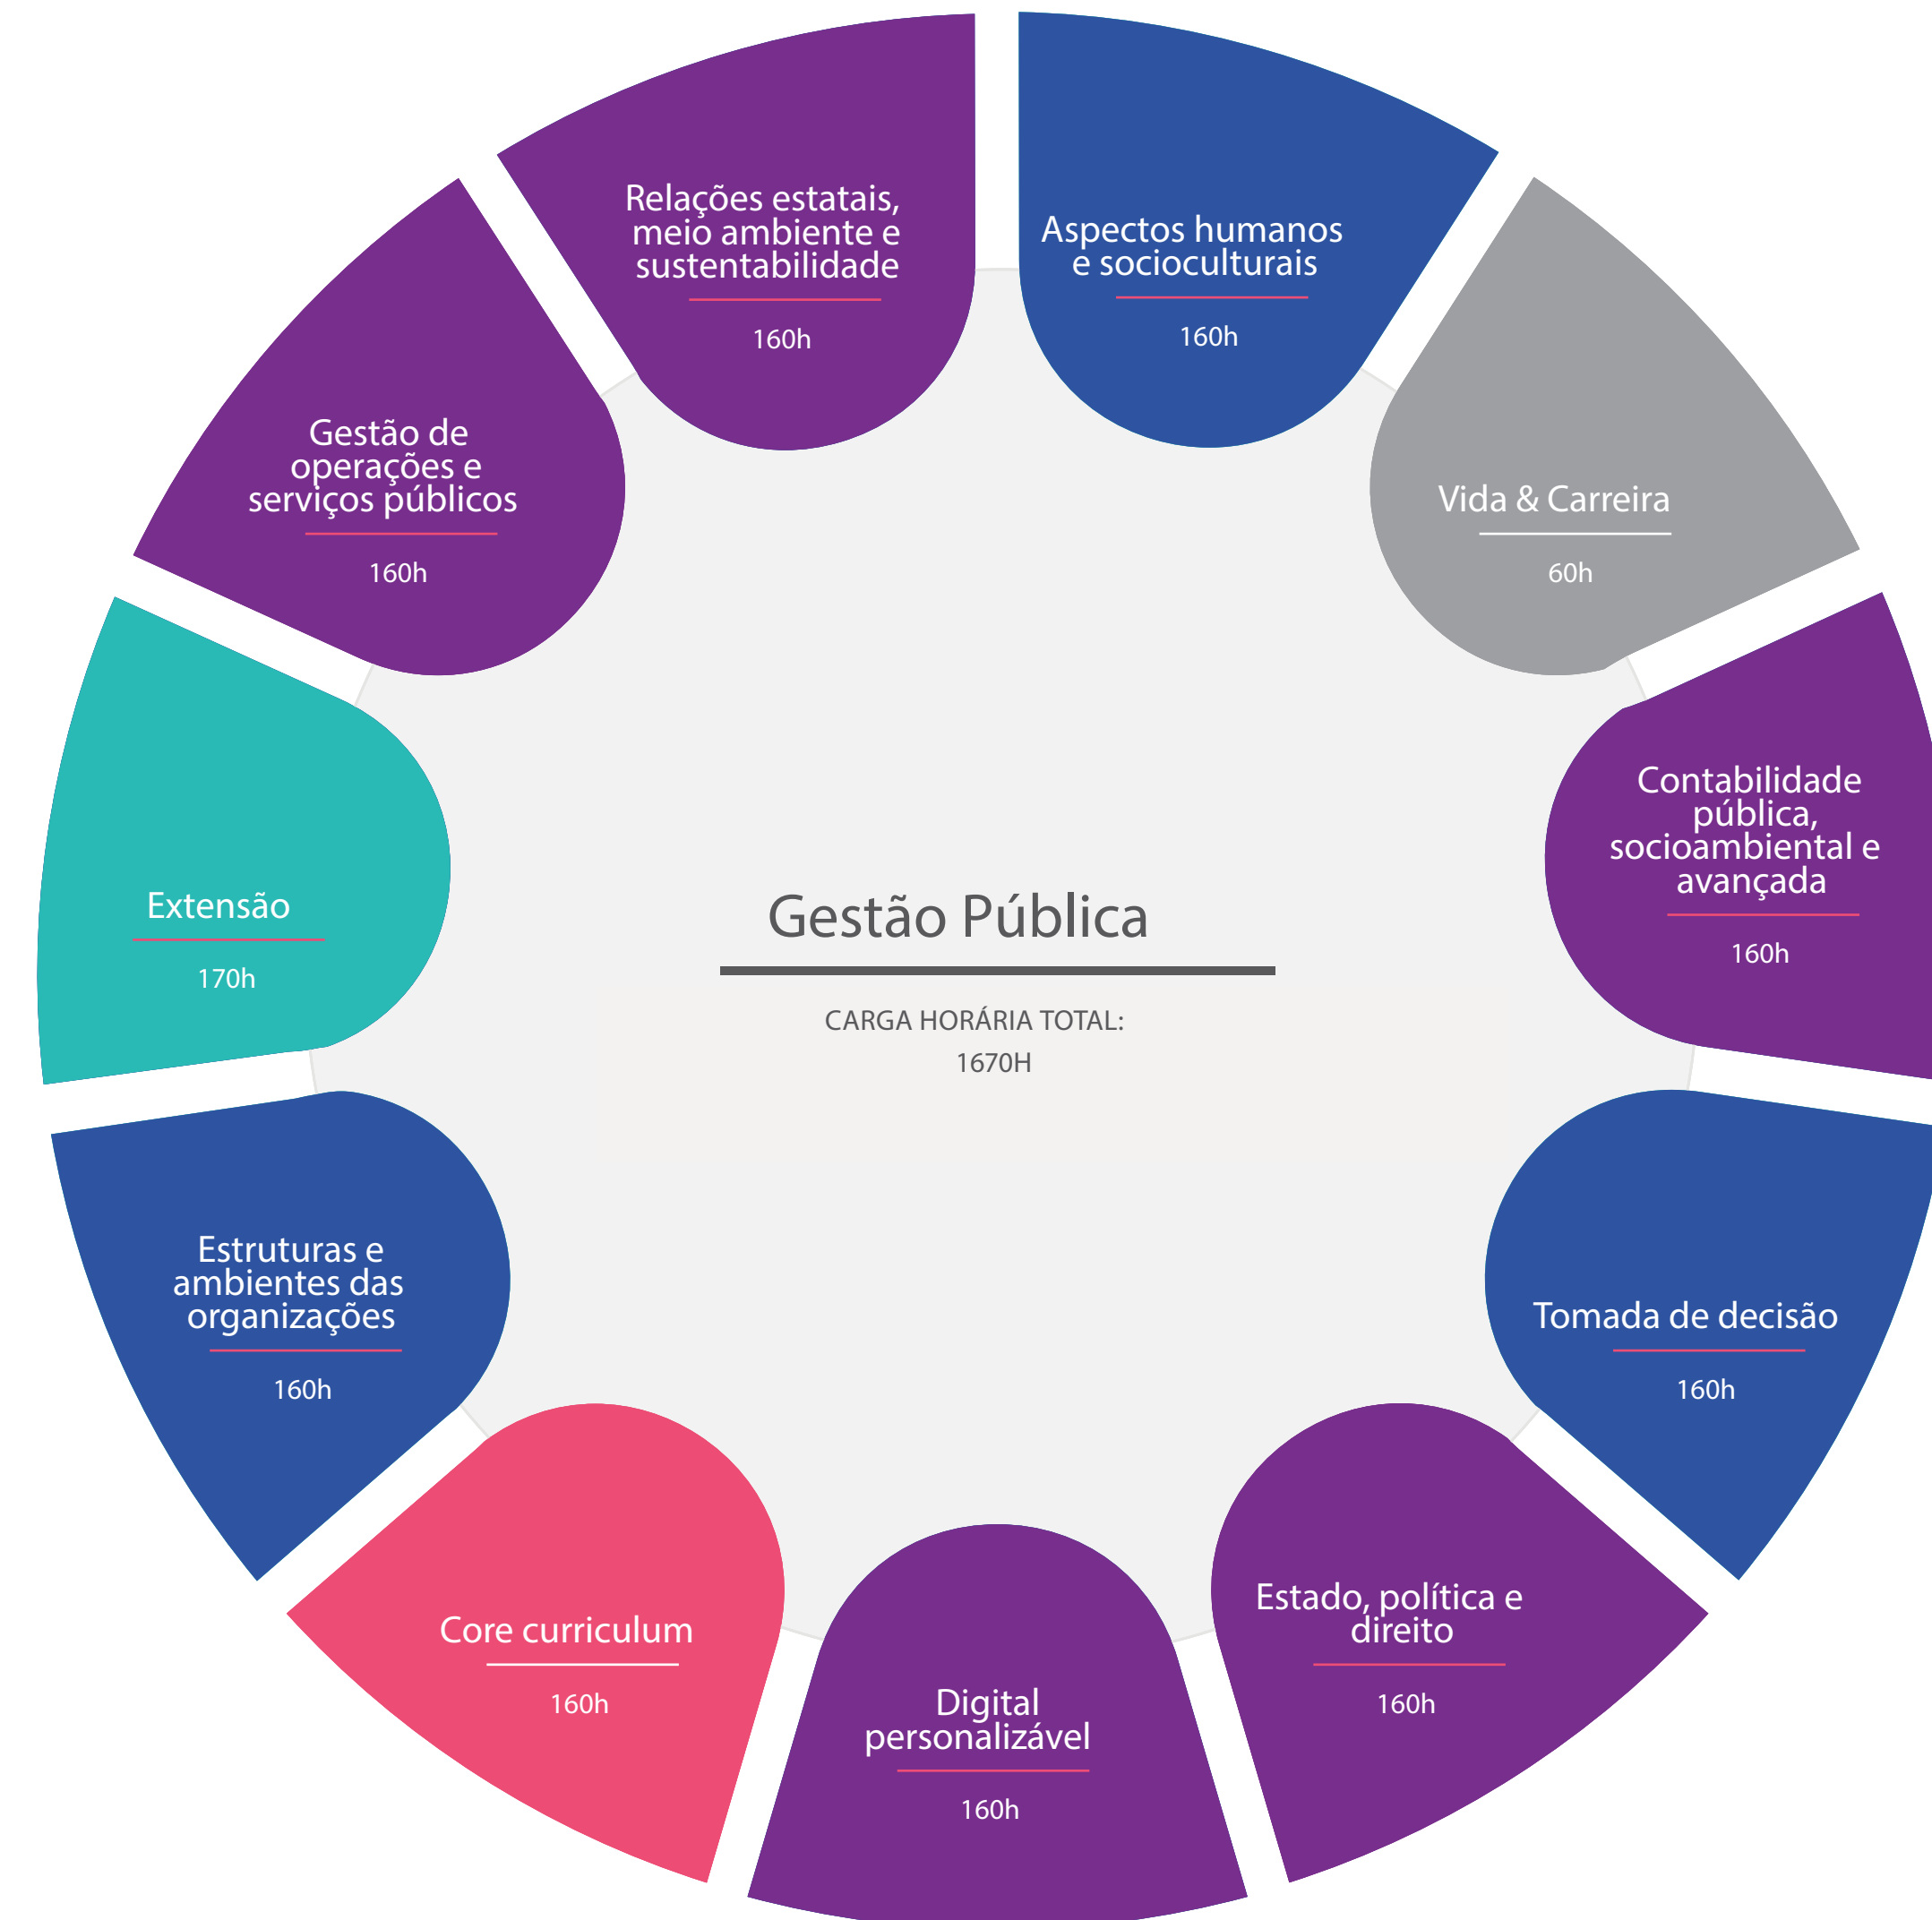 Relações estatais,
meio ambiente e
sustentabilidade
160h
Aspectos humanos
e socioculturais
160h
Vida & Carreira
60h
Contabilidade
pública,
socioambiental e
avançada
160h
Tomada de decisão
160h
Estado, política e
direito
160h
Digital
personalizável
160h
Core curriculum
160h
Estruturas e
ambientes das
organizações
160h
Extensão
170h
Gestão de
operações e
serviços públicos
160h
Gestão Pública
CARGA HORÁRIA TOTAL:
1670H